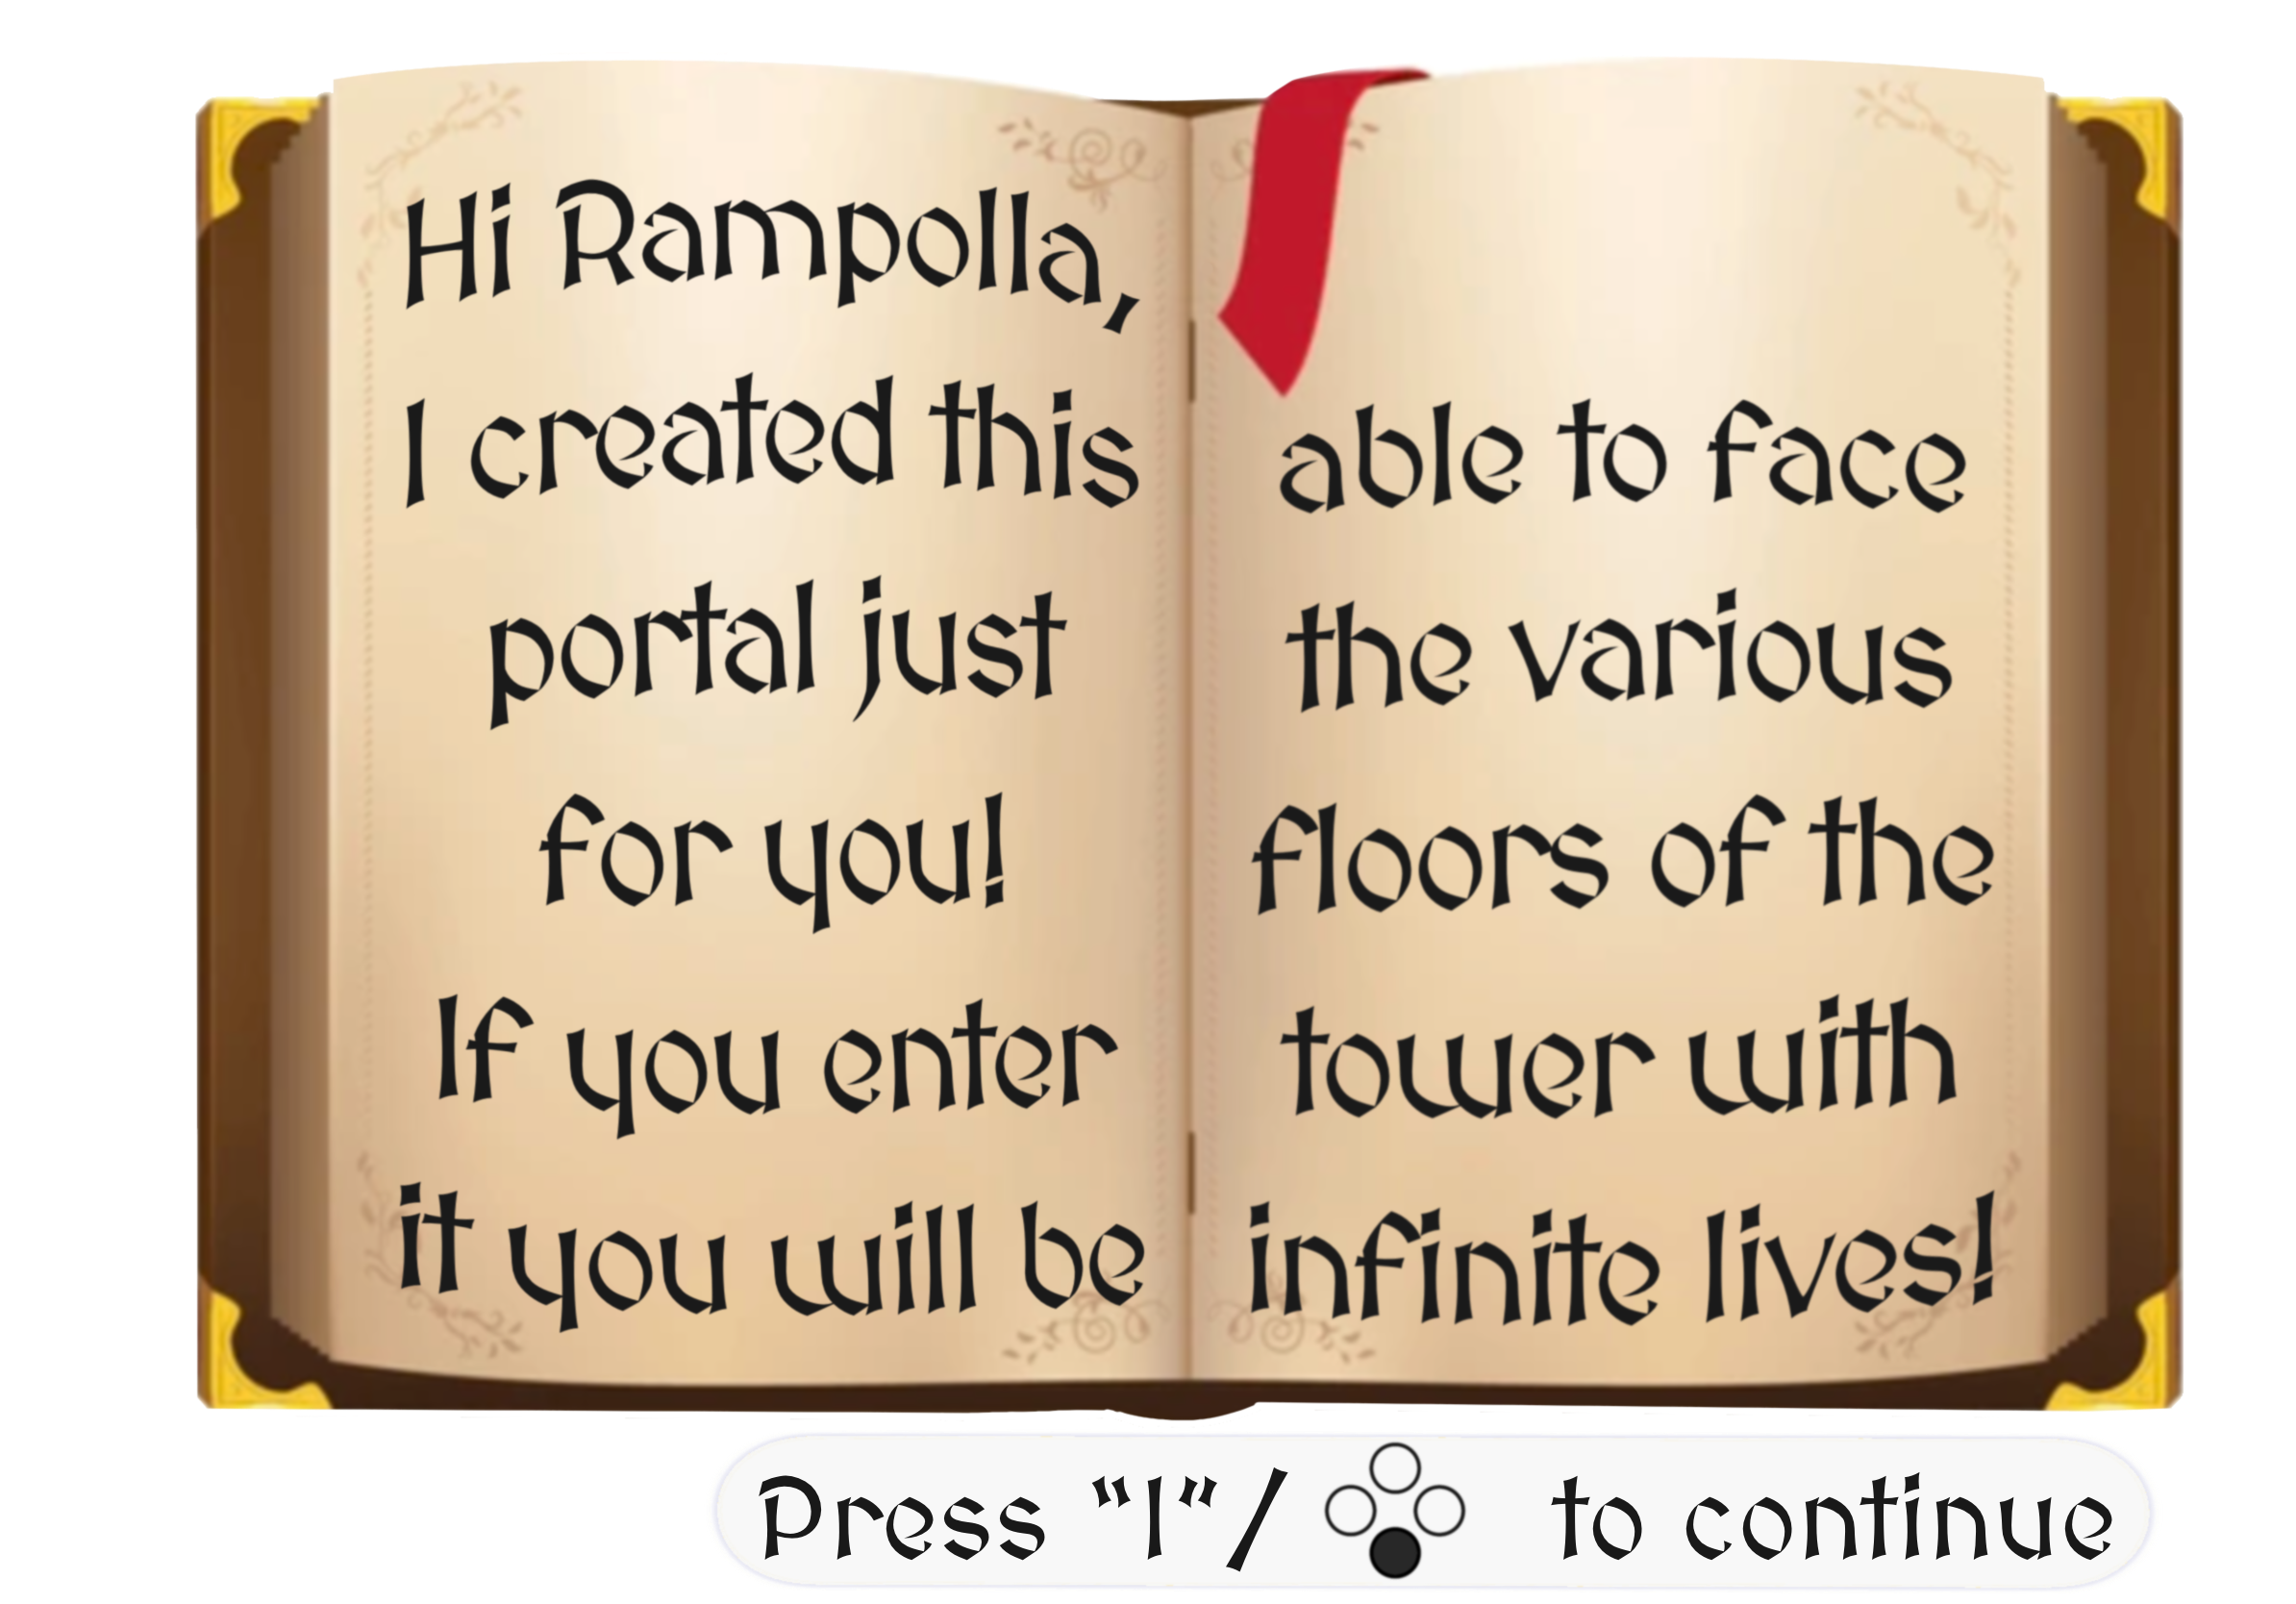 Hi Rampolla,
I created this
portal just
for you!
If you enter
it you will be
able to face
the various
floors of the
tower with
infinite lives!
Press "I"/ to continue